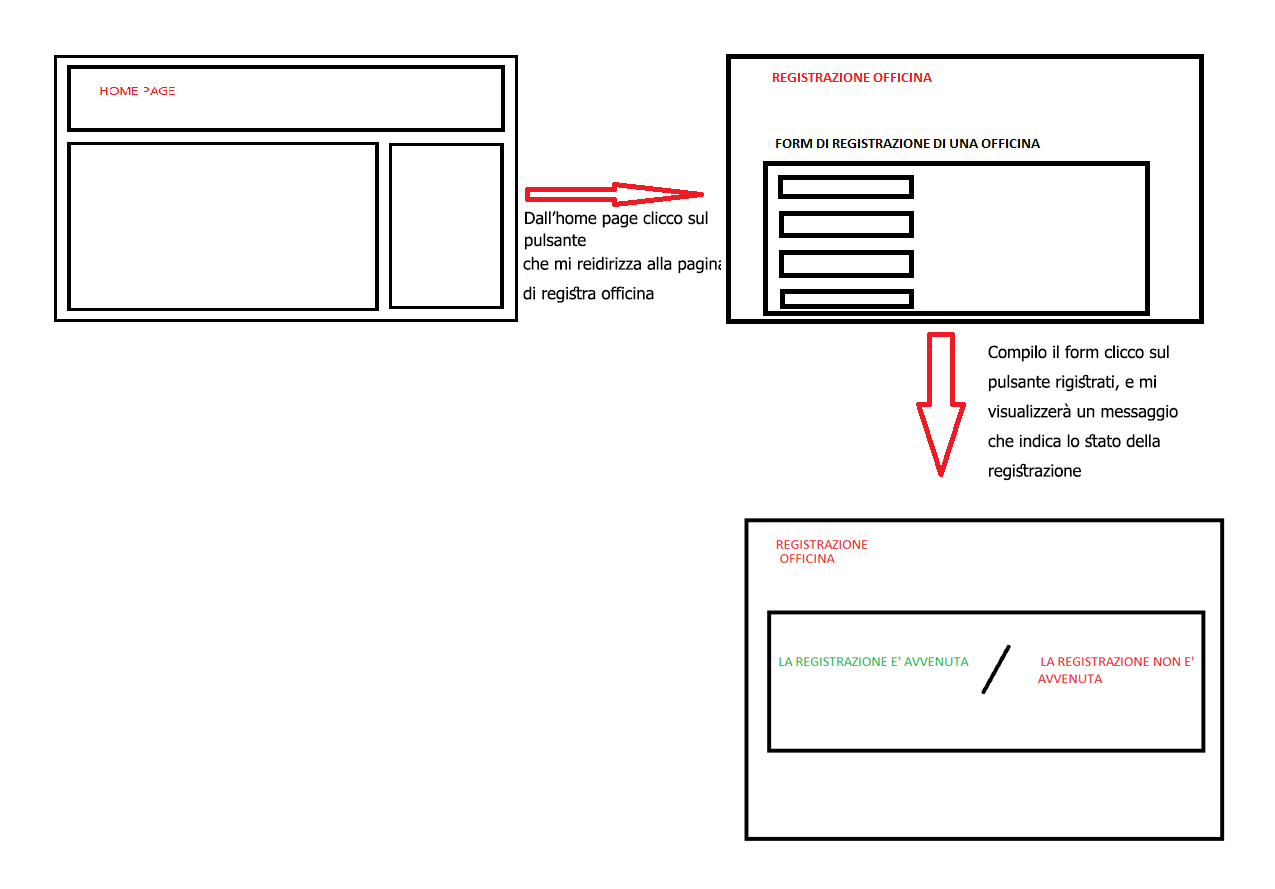 HOME PAGE
Dall'home page clicco sul
pulsante
che mi reidirizza alla pagina
di registra officina
REGISTRAZIONE OFFICINA
FORM DI REGISTRAZIONE DI UNA OFFICINA
Compilo il form clicco sul
pulsante rigistrati, e mi
visualizzerà un messaggio
che indica lo stato della
registrazione
REGISTRAZIONE
OFFICINA
LA REGISTRAZIONE E' AVVENUTA / LA REGISTRAZIONE NON E'
AVVENUTA